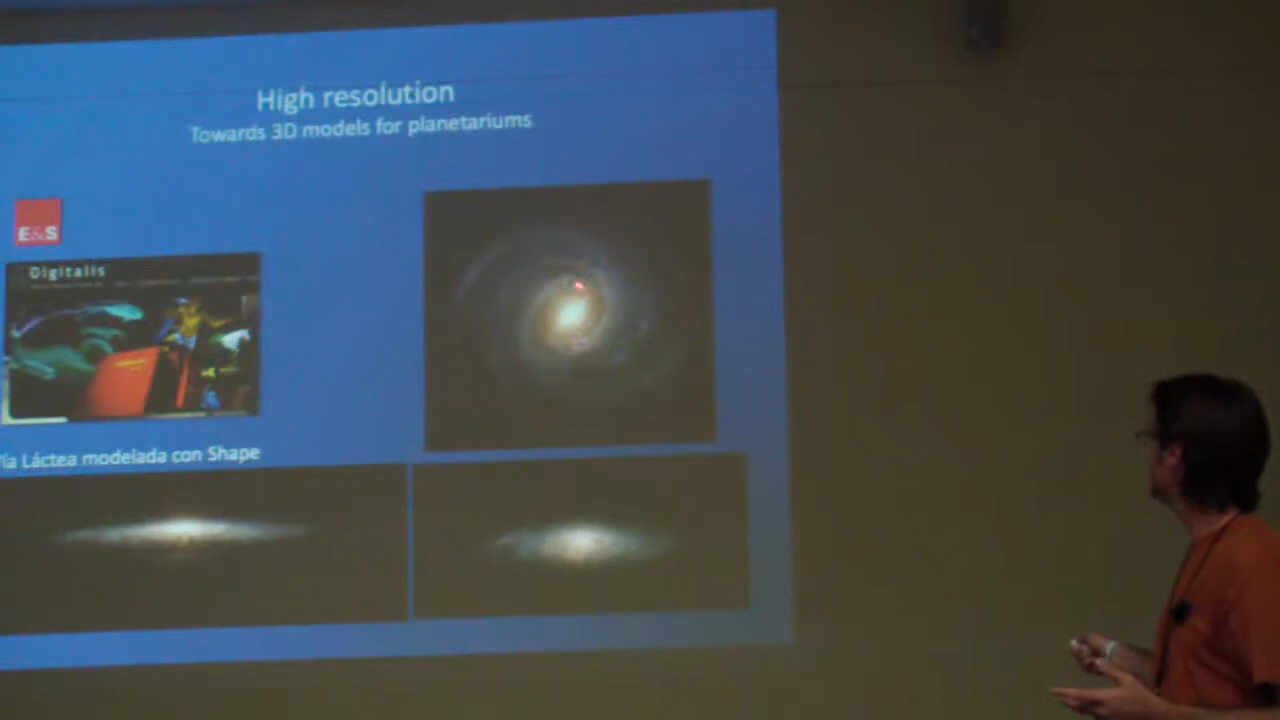 High resolution
Towards 3D models for planetariums
E&S
Digitalis
ía Láctea modelada con Shape